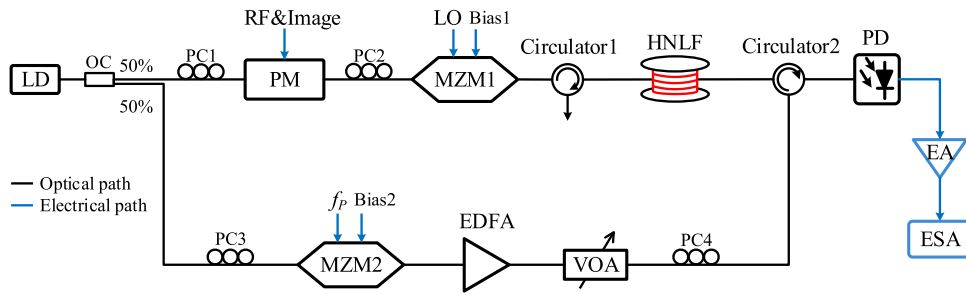 RF&Image
LO Bias1
Circulator1
HNLF
Circulator2
PD
LD
OC
50%
50%
PC1
PM
PC2
MZM1
EA
Optical path
Electrical path
f_P Bias2
EDFA
PC3
MZM2
VOA
PC4
ESA